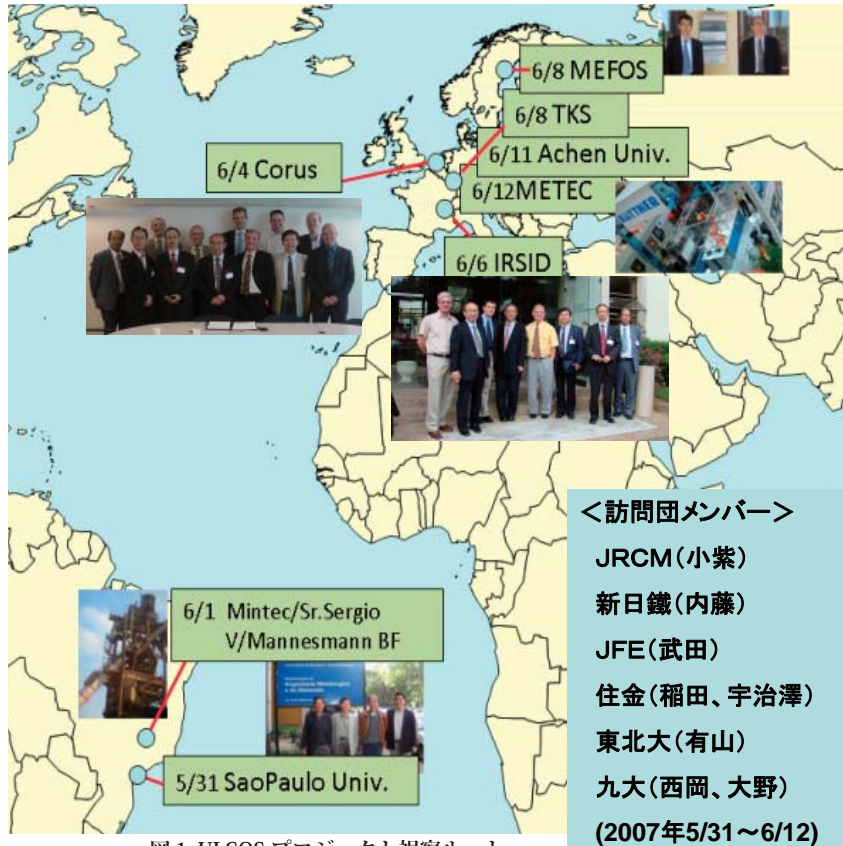 6/8 MEFOS
6/8 TKS
6/11 Achen Univ.
6/12METEC
6/4 Corus
6/6 IRSID
6/1 Mintec/Sr.Sergio
V/Mannesmann BF
5/31 SaoPaulo Univ.
＜訪問団メンバー＞
JRCM(小紫)
新日鐵(内藤)
JFE(武田)
住金(稲田、宇治澤)
東北大(有山)
九大(西岡、大野)
(2007年5/31～6/12)